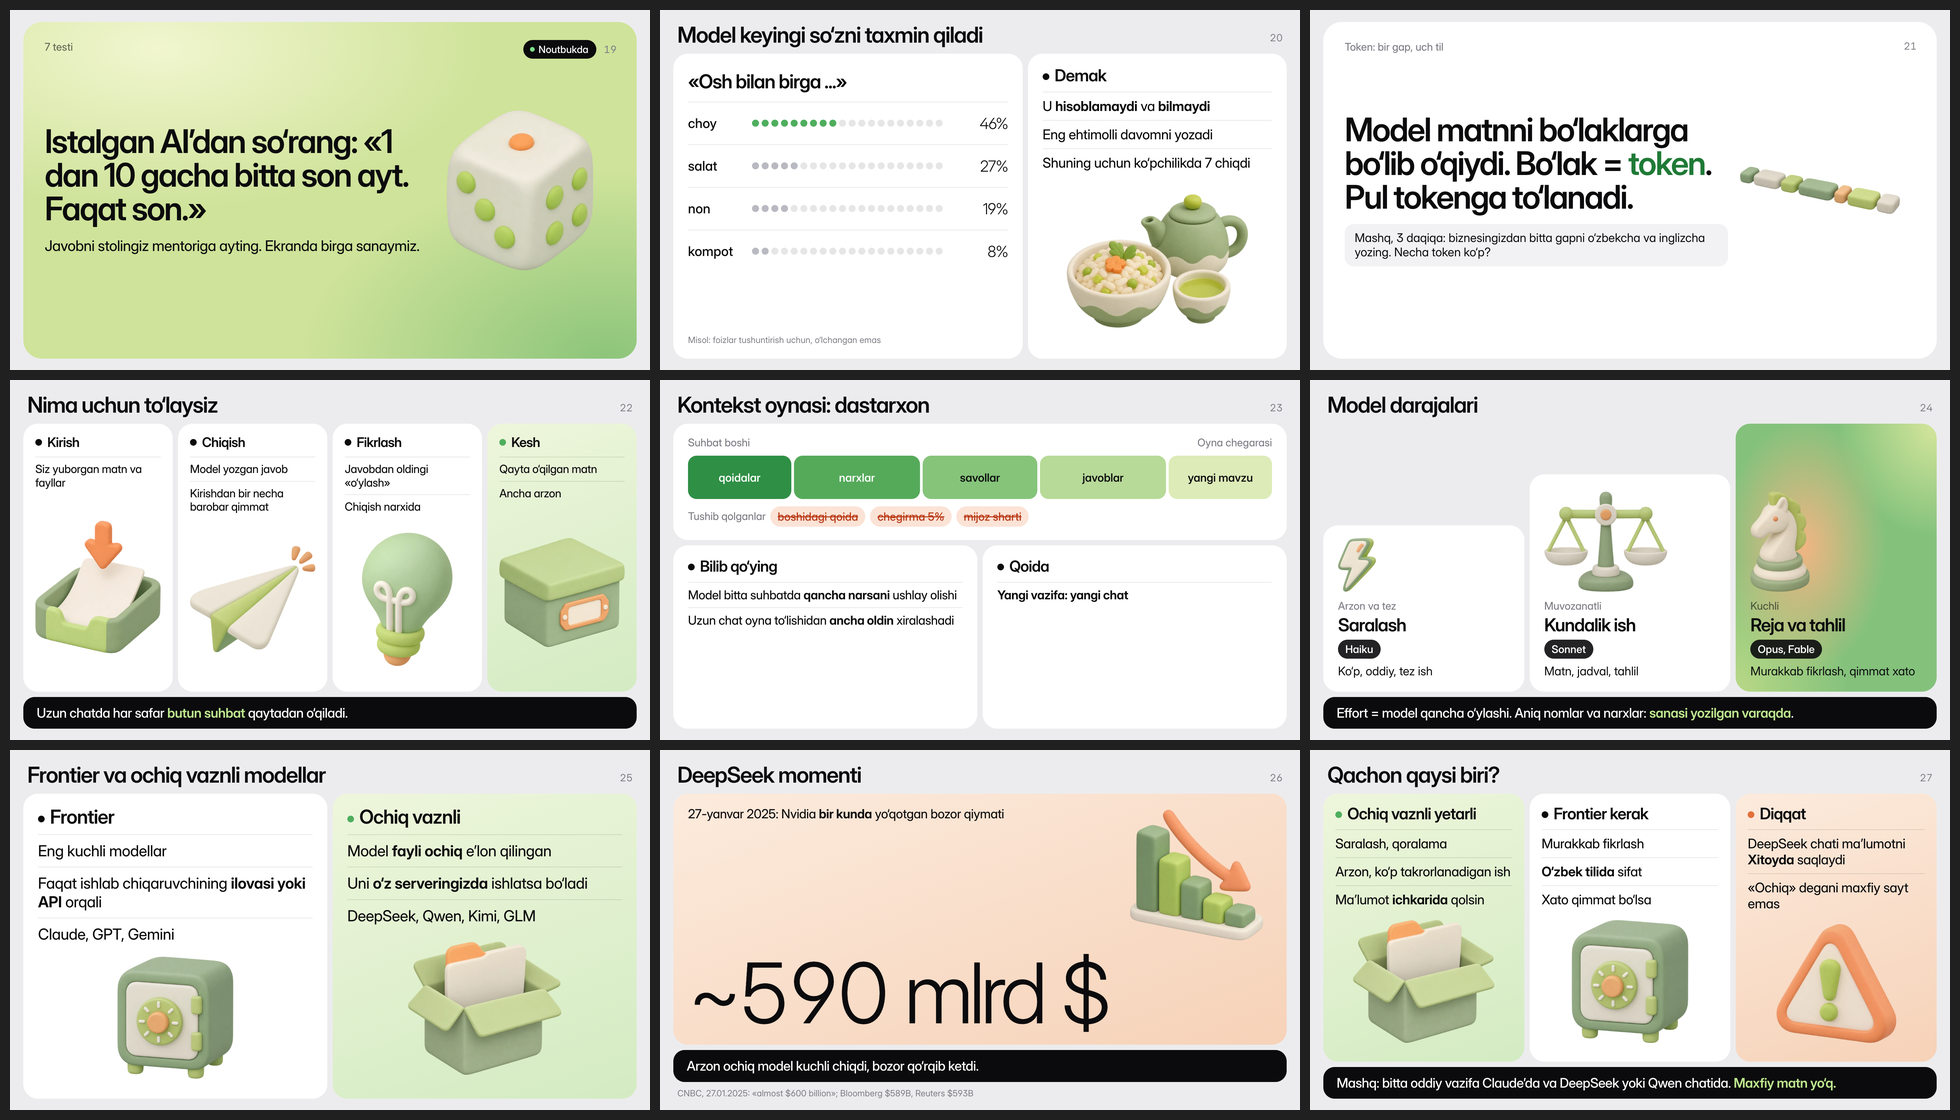 7 testi
Noutbukda
19
Istalgan AI’dan so‘rang: «1
dan 10 gacha bitta son ayt.
Faqat son.»
Javobni stolingiz mentoriga ayting. Ekranda birga sanaymiz.
Model keyingi so‘zni taxmin qiladi
20
«Osh bilan birga ...»
choy 46%
salat 27%
non 19%
kompot 8%
Misol: foizlar tushuntirish uchun, o‘lchangan emas
Demak
U hisoblamaydi va bilmaydi
Eng ehtimolli davomni yozadi
Shuning uchun ko‘pchilikda 7 chiqdi
Token: bir gap, uch til
21
Model matnni bo‘laklarga
bo‘lib o‘qiydi. Bo‘lak = token.
Pul tokenga to‘lanadi.
Mashq, 3 daqiqa: biznesingizdan bitta gapni o‘zbekcha va inglizcha
yozing. Necha token ko‘p?
Nima uchun to‘laysiz
22
Kirish
Siz yuborgan matn va
fayllar
Chiqish
Model yozgan javob
Kirishdan bir necha
barobar qimmat
Fikrlash
Javobdan oldingi
«o‘ylash»
Chiqish narxida
Kesh
Qayta o‘qilgan matn
Ancha arzon
Uzun chatda har safar butun suhbat qaytadan o‘qiladi.
Kontekst oynasi: dastarxon
23
Suhbat boshi
Oyna chegarasi
qoidalar
narxlar
savollar
javoblar
yangi mavzu
Tushib qolganlar
boshidagi qoida
chegirma 5%
mijoz sharti
Bilib qo‘ying
Model bitta suhbatda qancha narsani ushlay olishi
Uzun chat oyna to‘lishidan ancha oldin xiralashadi
Qoida
Yangi vazifa: yangi chat
Model darajalari
24
Arzon va tez
Saralash
Haiku
Ko‘p, oddiy, tez ish
Muvozanatli
Kundalik ish
Sonnet
Matn, jadval, tahlil
Kuchli
Reja va tahlil
Opus, Fable
Murakkab fikrlash, qimmat xato
Effort = model qancha o‘ylashi. Aniq nomlar va narxlar: sanasi yozilgan varaqda.
Frontier va ochiq vaznli modellar
25
Frontier
Eng kuchli modellar
Faqat ishlab chiqaruvchining ilovasi yoki
API orqali
Claude, GPT, Gemini
Ochiq vaznli
Model fayli ochiq e’lon qilingan
Uni o‘z serveringizda ishlatsa bo‘ladi
DeepSeek, Qwen, Kimi, GLM
DeepSeek momenti
26
27-yanvar 2025: Nvidia bir kunda yo‘qotgan bozor qiymati
~590 mlrd $
Arzon ochiq model kuchli chiqdi, bozor qo‘rqib ketdi.
CNBC, 27.01.2025: «almost $600 billion»; Bloomberg $589B, Reuters $593B
Qachon qaysi biri?
27
Ochiq vaznli yetarli
Saralash, qoralama
Arzon, ko‘p takrorlanadigan ish
Ma’lumot ichkarida qolsin
Frontier kerak
Murakkab fikrlash
O‘zbek tilida sifat
Xato qimmat bo‘lsa
Diqqat
DeepSeek chati ma’lumotni
Xitoyda saqlaydi
«Ochiq» degani maxfiy sayt
emas
Mashq: bitta oddiy vazifa Claude’da va DeepSeek yoki Qwen chatida. Maxfiy matn yo‘q.